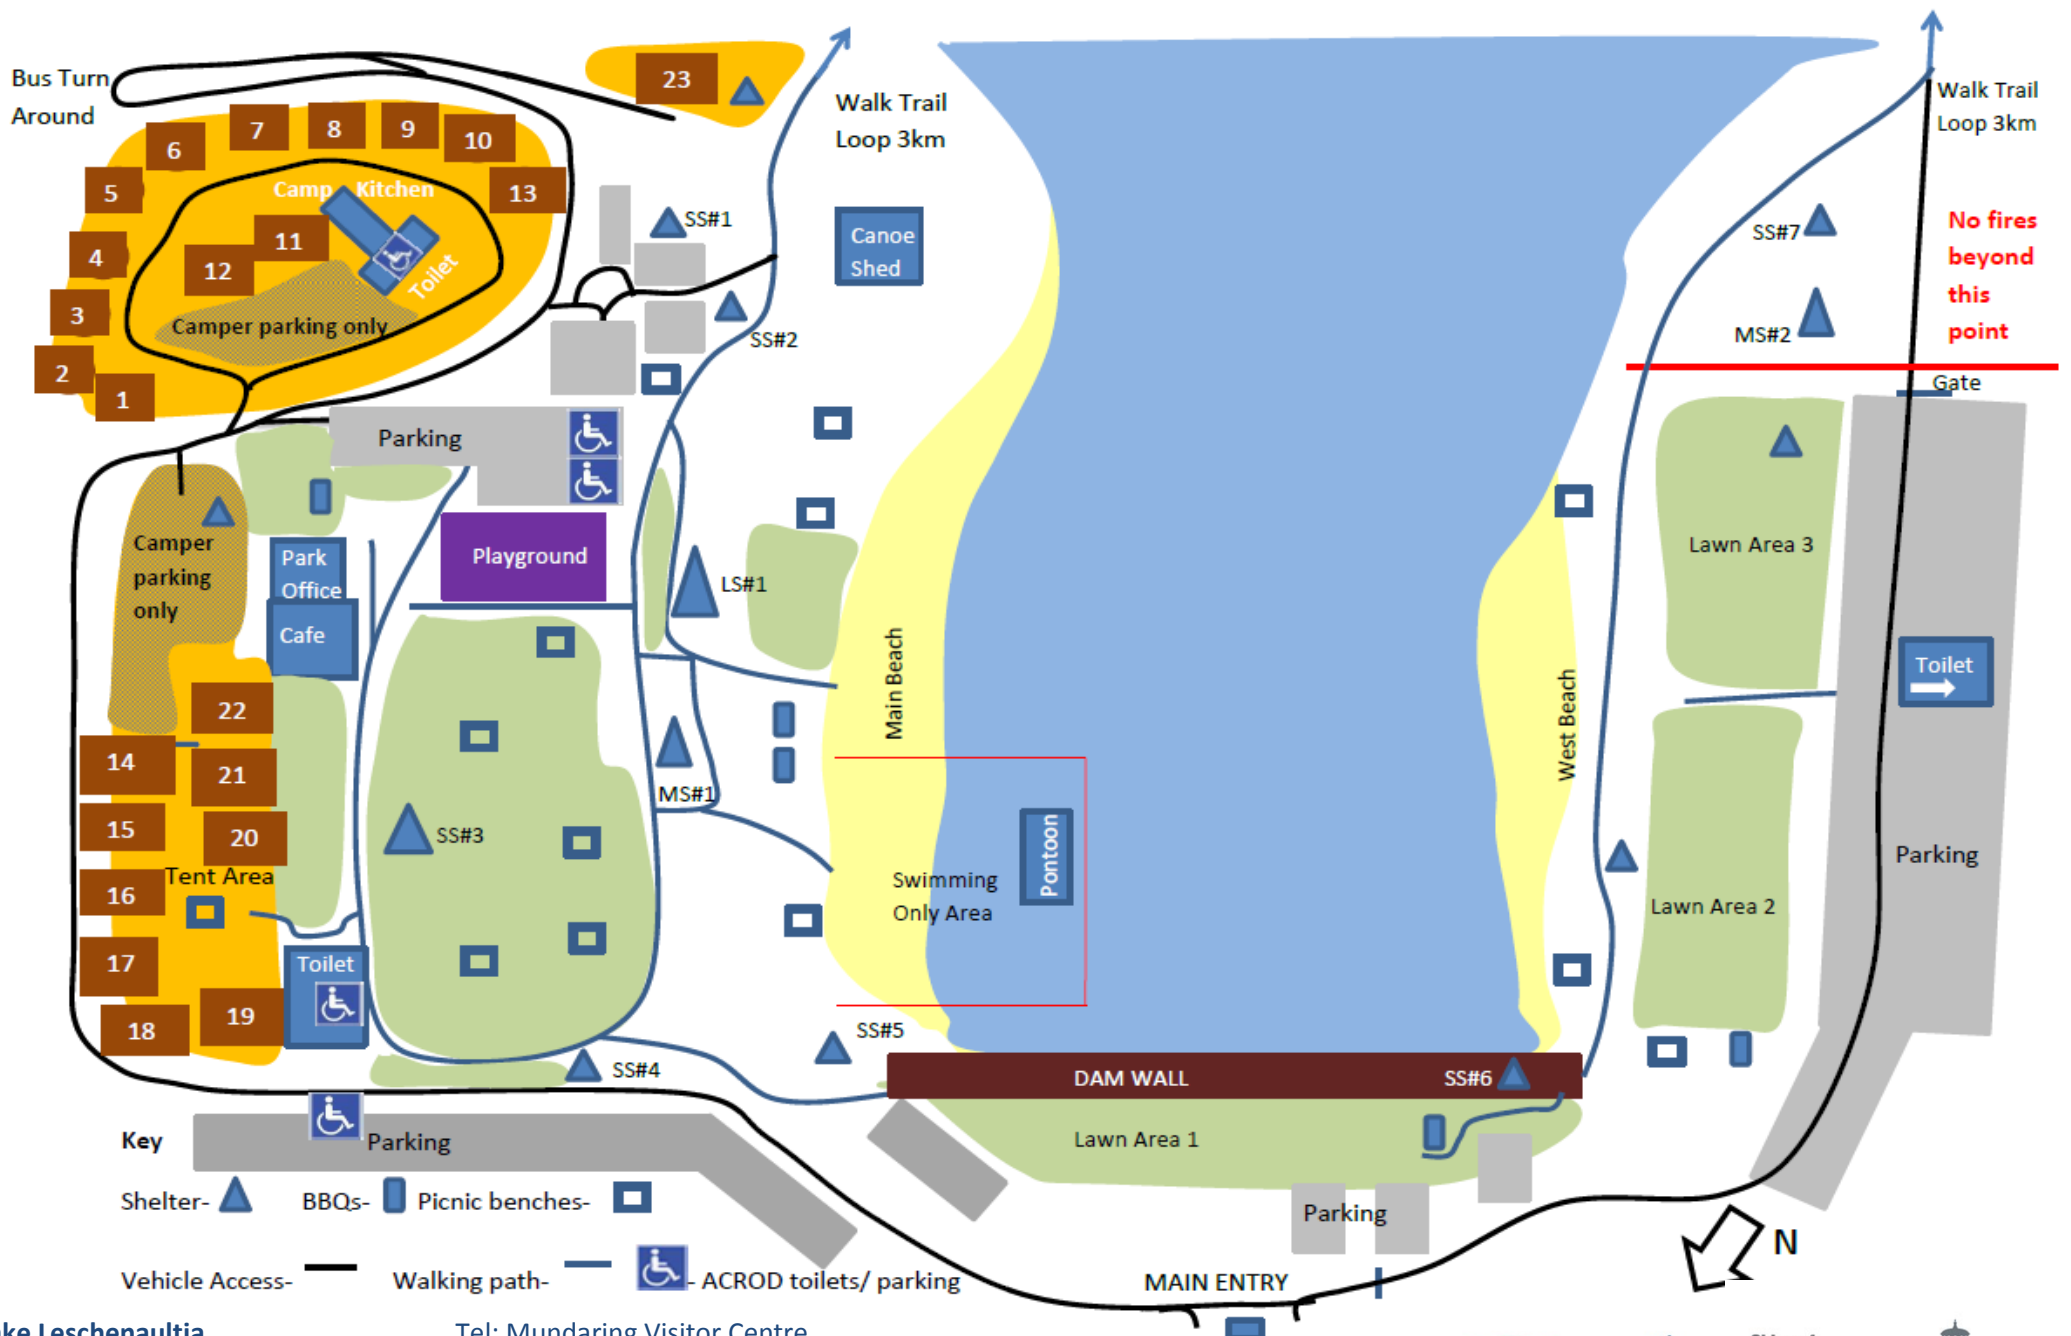 Bus Turn
Around
23
Walk Trail
Loop 3km
Walk Trail
Loop 3km
6
7
8
9
10
5
13
Camp Kitchen
11
12
4
Toilet
3
Camper parking only
2
1
SS#1
Canoe
Shed
SS#2
SS#7
MS#2
No fires
beyond
this
point
Gate
Parking
Camper
parking
only
Park
Office
Cafe
Playground
LS#1
Main Beach
West Beach
Lawn Area 3
Toilet
22
14
21
15
20
Tent Area
16
17
18
19
Toilet
SS#3
MS#1
Swimming
Only Area
Pontoon
Lawn Area 2
Parking
SS#5
SS#4
DAM WALL
SS#6
Lawn Area 1
Key
Parking
Shelter-
BBQs-
Picnic benches-
Parking
N
Vehicle Access-
Walking path-
- ACROD toilets/ parking
MAIN ENTRY
Leschenaultia
Tel: Mundaring Visitor Centre